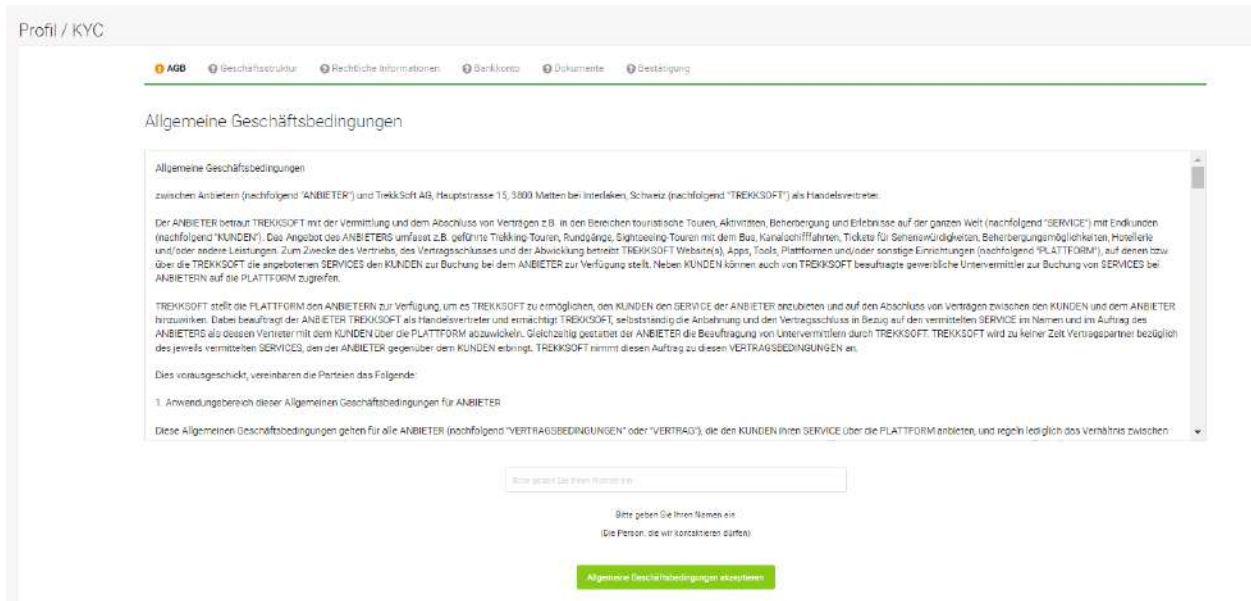 Profil / KYC
AGB Geschäftsstruktur Rechtliche Informationen Bankkonto Dokumente Bestätigung
Allgemeine Geschäftsbedingungen
Allgemeine Geschäftsbedingungen
zwischen Anbietern (nachfolgend "ANBIETER") und TrekkSoft AG, Hauptstrasse 15, 3800 Matten bei Interlaken, Schweiz (nachfolgend "TREKKSOFT") als Handelsvertreter.
Der ANBIETER betraut TREKKSOFT mit der Vermittlung und dem Abschluss von Verträgen z.B. in den Bereichen touristische Touren, Aktivitäten, Beherbergung und Erlebnisse auf der ganzen Welt (nachfolgend "SERVICE") mit Endkunden
(nachfolgend "KUNDEN"). Das Angebot des ANBIETERS umfasst z.B. geführte Trekking-Touren, Rundgänge, Sightseeing-Touren mit dem Bus, Kanalschifffahrten, Tickets für Sehenswürdigkeiten, Beherbergungsmöglichkeiten, Hotellerie
und/oder andere Leistungen. Zum Zwecke des Vertriebs, des Vertragsschlusses und der Abwicklung betreibt TREKKSOFT Website(s), Apps, Tools, Plattformen und/oder sonstige Einrichtungen (nachfolgend "PLATTFORM"), auf denen bzw.
über die TREKKSOFT die angebotenen SERVICES den KUNDEN zur Buchung bei dem ANBIETER zur Verfügung stellt. Neben KUNDEN können auch von TREKKSOFT beauftragte gewerbliche Untervermittler zur Buchung von SERVICES bei
ANBIETERN auf die PLATTFORM zugreifen.
TREKKSOFT stellt die PLATTFORM den ANBIETERN zur Verfügung, um es TREKKSOFT zu ermöglichen, den KUNDEN den SERVICE der ANBIETER anzubieten und auf den Abschluss von Verträgen zwischen den KUNDEN und dem ANBIETER
hinzuwirken. Dabei beauftragt der ANBIETER TREKKSOFT als Handelsvertreter und ermächtigt TREKKSOFT, selbstständig die Anbahnung und den Vertragsschluss in Bezug auf den vermittelten SERVICE im Namen und im Auftrag des
ANBIETERS als dessen Vertreter mit dem KUNDEN über die PLATTFORM abzuwickeln. Gleichzeitig gestattet der ANBIETER die Beauftragung von Untervermittlern durch TREKKSOFT. TREKKSOFT wird zu keiner Zeit Vertragspartner bezüglich
des jeweils vermittelten SERVICES, den der ANBIETER gegenüber dem KUNDEN erbringt. TREKKSOFT nimmt diesen Auftrag zu diesen VERTRAGSBEDINGUNGEN an.
Dies vorausgeschickt, vereinbaren die Parteien das Folgende:
1. Anwendungsbereich dieser Allgemeinen Geschäftsbedingungen für ANBIETER
Diese Allgemeinen Geschäftsbedingungen gelten für alle ANBIETER (nachfolgend "VERTRAGSBEDINGUNGEN" oder "VERTRAG"), die den KUNDEN ihren SERVICE über die PLATTFORM anbieten, und regeln lediglich das Verhältnis zwischen
Bitte geben Sie Ihren Namen ein
Bitte geben Sie Ihren Namen ein
(Die Person, die wir kontaktieren dürfen)
Allgemeine Geschäftsbedingungen akzeptieren